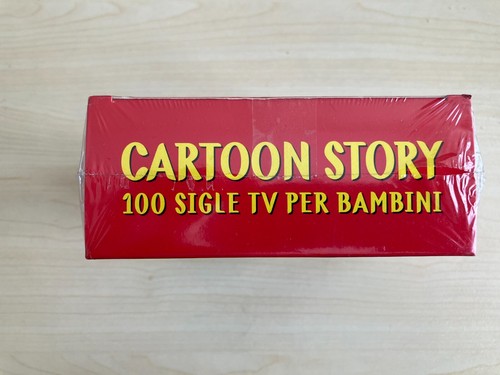 CARTOON STORY
100 SIGLE TV PER BAMBINI